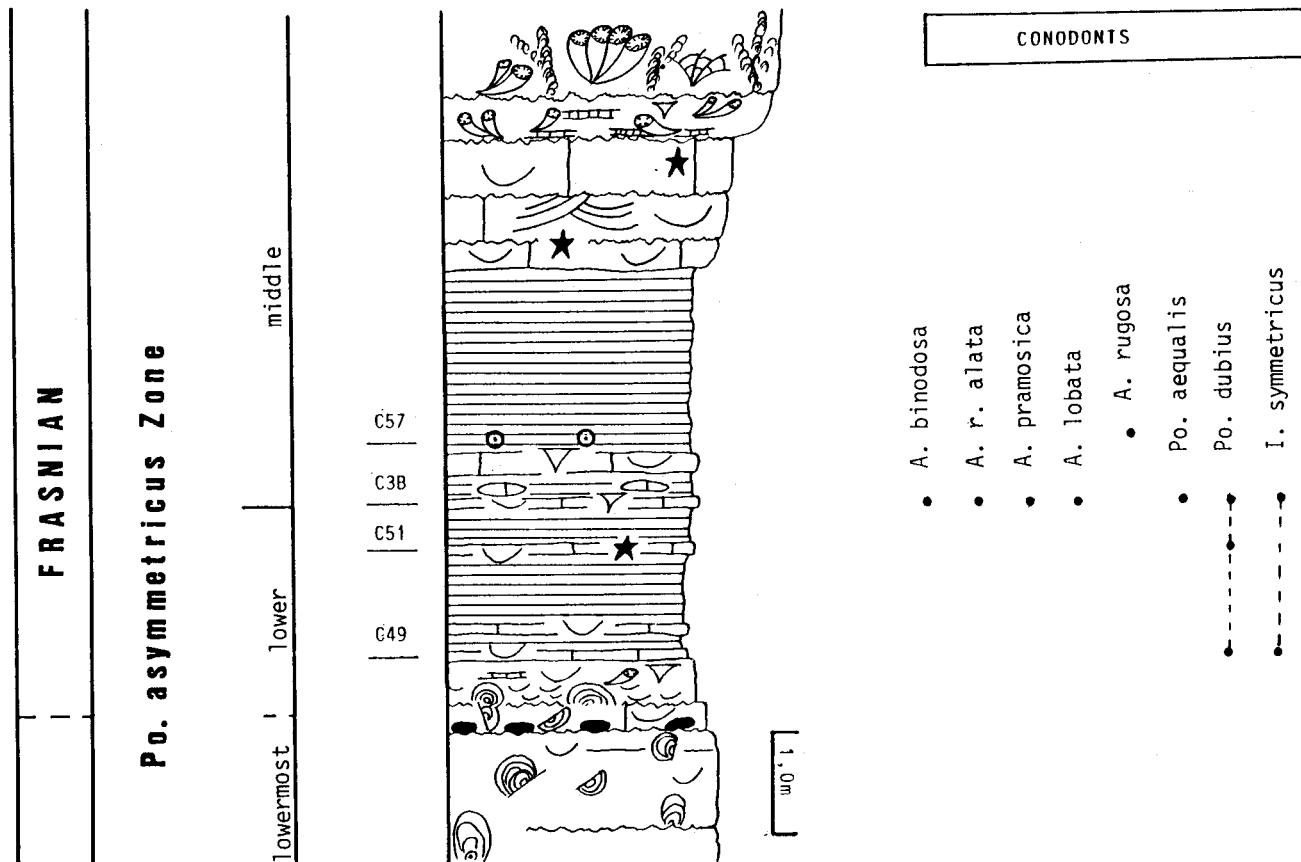 CONODONTS
FRASNIAN
Po. asymmetricus Zone
middle
lower
lowermost
C57
C3B
C51
C49
1,0m
A. binodosa
A. r. alata
A. pramosica
A. lobata
A. rugosa
Po. aequalis
Po. dubius
I. symmetricus